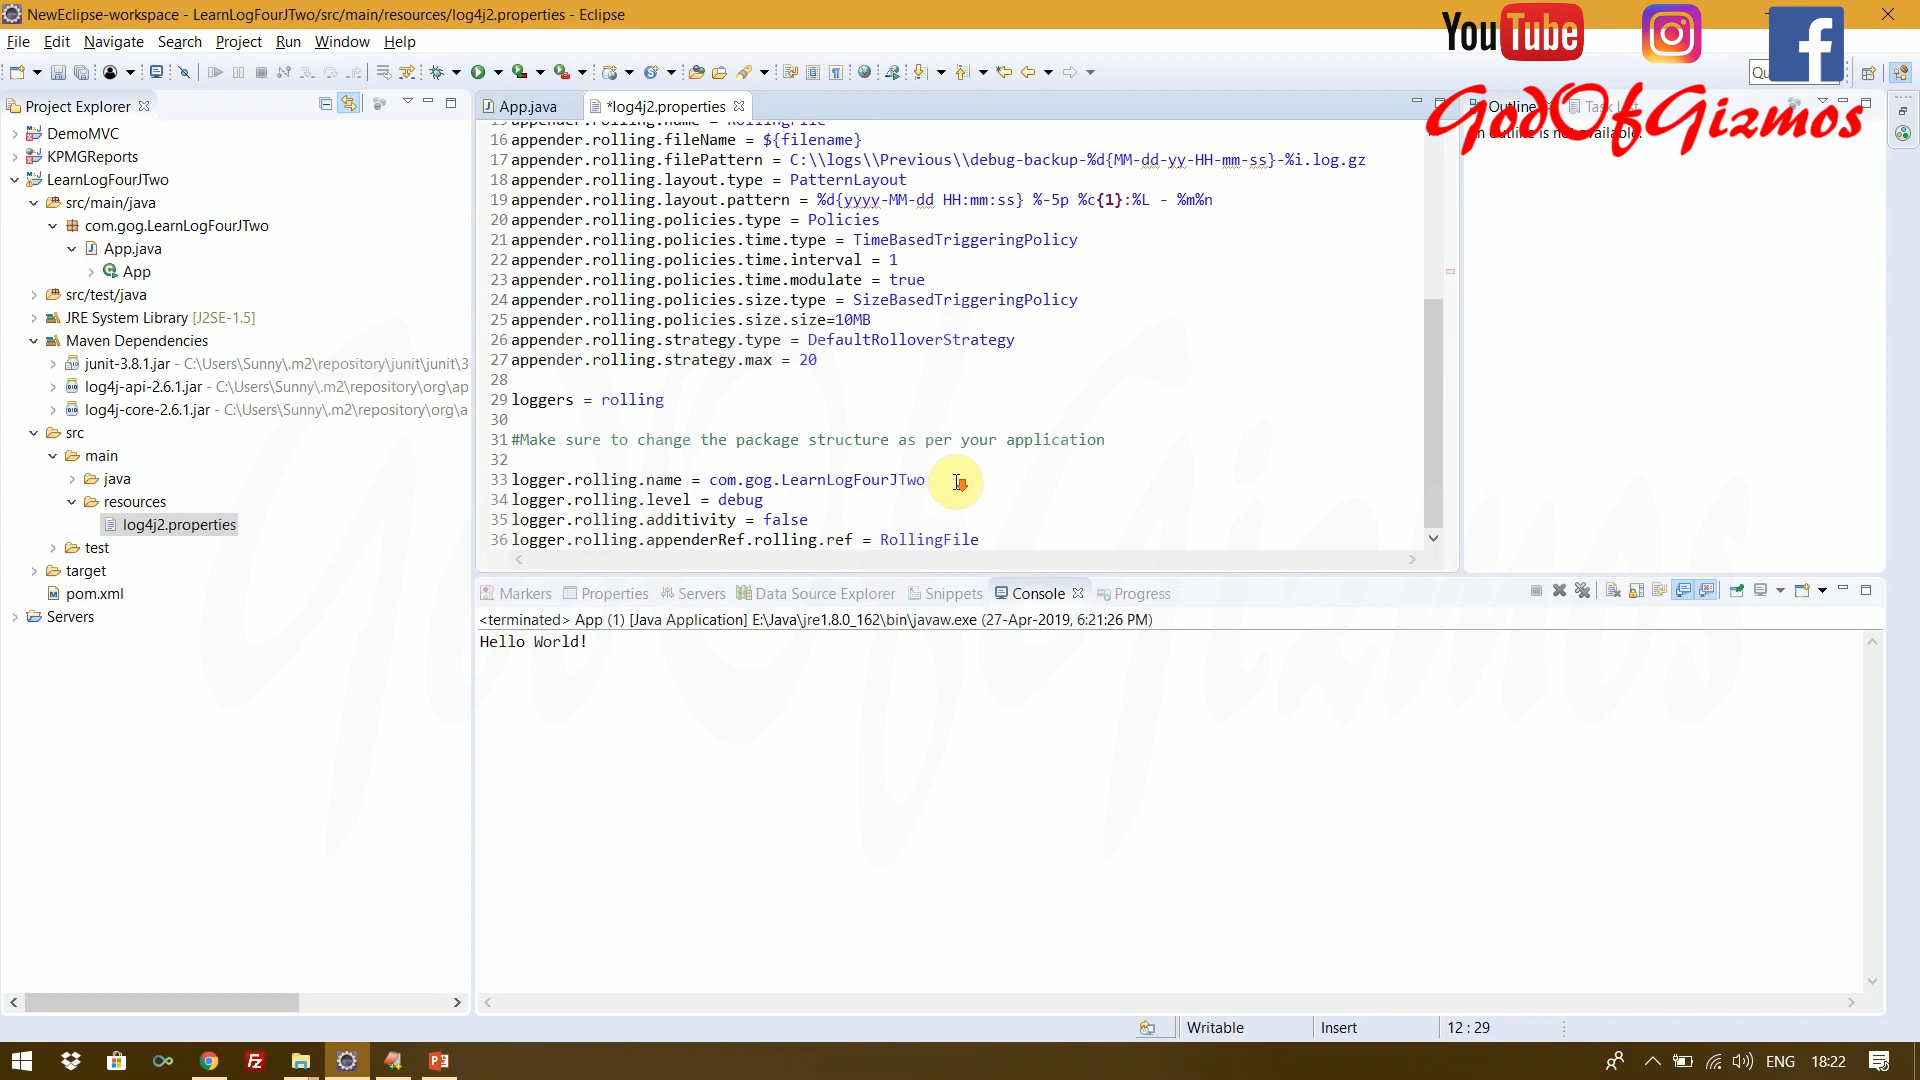 NewEclipse-workspace - LearnLogFourJTwo/src/main/resources/log4j2.properties - Eclipse
File Edit Navigate Search Project Run Window Help
YouTube
GodOfGizmos
Project Explorer
App.java
*log4j2.properties
Outline
Task List
DemoMVC
KPMGReports
LearnLogFourJTwo
src/main/java
com.gog.LearnLogFourJTwo
App.java
App
src/test/java
JRE System Library [J2SE-1.5]
Maven Dependencies
junit-3.8.1.jar - C:\Users\Sunny\.m2\repository\junit\junit\3
log4j-api-2.6.1.jar - C:\Users\Sunny\.m2\repository\org\ap
log4j-core-2.6.1.jar - C:\Users\Sunny\.m2\repository\org\a
src
main
java
resources
log4j2.properties
test
target
pom.xml
Servers
15 appender.rolling.name = RollingFile
16 appender.rolling.fileName = ${filename}
17 appender.rolling.filePattern = C:\\logs\\Previous\\debug-backup-%d{MM-dd-yy-HH-mm-ss}-%i.log.gz
18 appender.rolling.layout.type = PatternLayout
19 appender.rolling.layout.pattern = %d{yyyy-MM-dd HH:mm:ss} %-5p %c{1}:%L - %m%n
20 appender.rolling.policies.type = Policies
21 appender.rolling.policies.time.type = TimeBasedTriggeringPolicy
22 appender.rolling.policies.time.interval = 1
23 appender.rolling.policies.time.modulate = true
24 appender.rolling.policies.size.type = SizeBasedTriggeringPolicy
25 appender.rolling.policies.size.size=10MB
26 appender.rolling.strategy.type = DefaultRolloverStrategy
27 appender.rolling.strategy.max = 20
28
29 loggers = rolling
30
31 #Make sure to change the package structure as per your application
32
33 logger.rolling.name = com.gog.LearnLogFourJTwo
34 logger.rolling.level = debug
35 logger.rolling.additivity = false
36 logger.rolling.appenderRef.rolling.ref = RollingFile
outline is not available.
Markers Properties Servers Data Source Explorer Snippets Console Progress
<terminated> App (1) [Java Application] E:\Java\jre1.8.0_162\bin\javaw.exe (27-Apr-2019, 6:21:26 PM)
Hello World!
Writable Insert 12 : 29
ENG 18:22